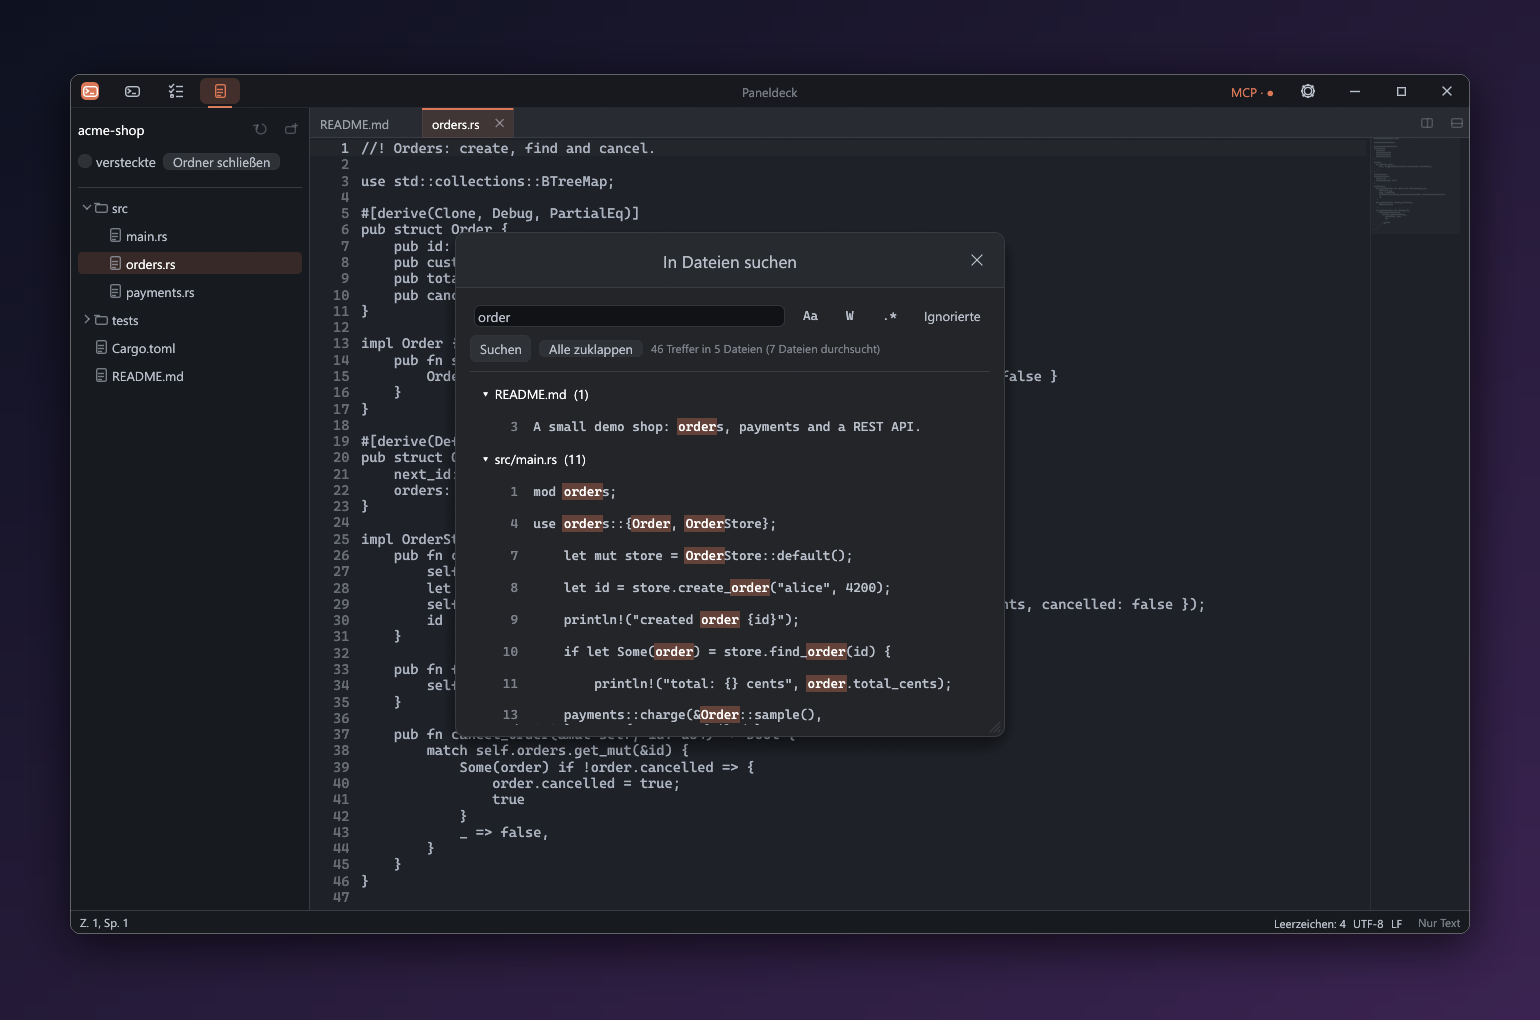 Paneldeck
MCP
acme-shop
versteckte
Ordner schließen
src
main.rs
orders.rs
payments.rs
tests
Cargo.toml
README.md
README.md
orders.rs
1 //! Orders: create, find and cancel.
2
3 use std::collections::BTreeMap;
4
5 #[derive(Clone, Debug, PartialEq)]
6 pub struct Order {
7 pub id:
8 pub cust
9 pub tota
10 pub canc
11 }
12
13 impl Order
14 pub fn s
15 Orde alse }
16 }
17 }
18
19 #[derive(De
20 pub struct
21 next_id:
22 orders:
23 }
24
25 impl OrderSt
26 pub fn c
27 self
28 let
29 self ts, cancelled: false });
30 id
31 }
32
33 pub fn f
34 self
35 }
36
37 pub fn
38 match self.orders.get_mut(&id) {
39 Some(order) if !order.cancelled => {
40 order.cancelled = true;
41 true
42 }
43 _ => false,
44 }
45 }
46 }
47
In Dateien suchen
order
Aa W .* Ignorierte
Suchen
Alle zuklappen
46 Treffer in 5 Dateien (7 Dateien durchsucht)
README.md (1)
3 A small demo shop: orders, payments and a REST API.
src/main.rs (11)
1 mod orders;
4 use orders::{Order, OrderStore};
7 let mut store = OrderStore::default();
8 let id = store.create_order("alice", 4200);
9 println!("created order {id}");
10 if let Some(order) = store.find_order(id) {
11 println!("total: {} cents", order.total_cents);
13 payments::charge(&Order::sample(),
Z. 1, Sp. 1
Leerzeichen: 4 UTF-8 LF Nur Text